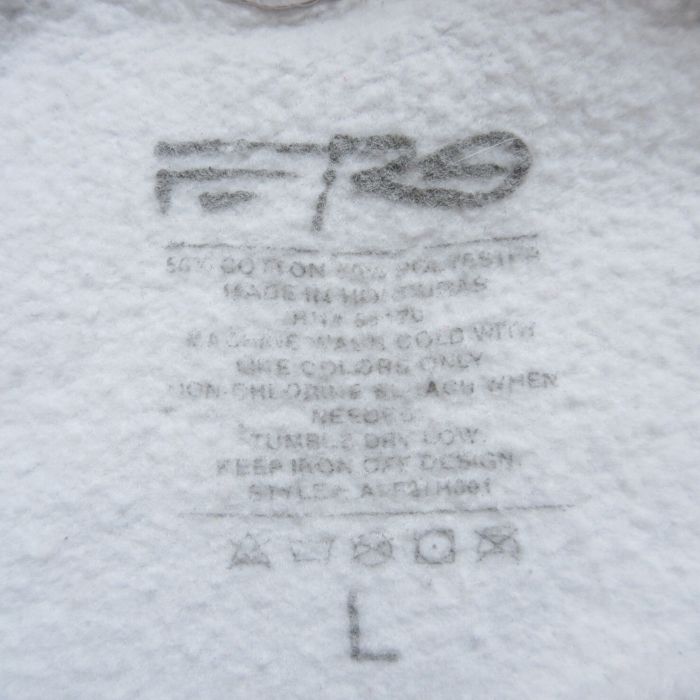 50% COTTON 50% POLYESTER
MADE IN HONDURAS
RN#
MACHINE WASH COLD WITH
LIKE COLORS ONLY
NON-CHLORINE BLEACH WHEN
NEEDED.
TUMBLE DRY LOW.
KEEP IRON OFF DESIGN.
STYLE#
L